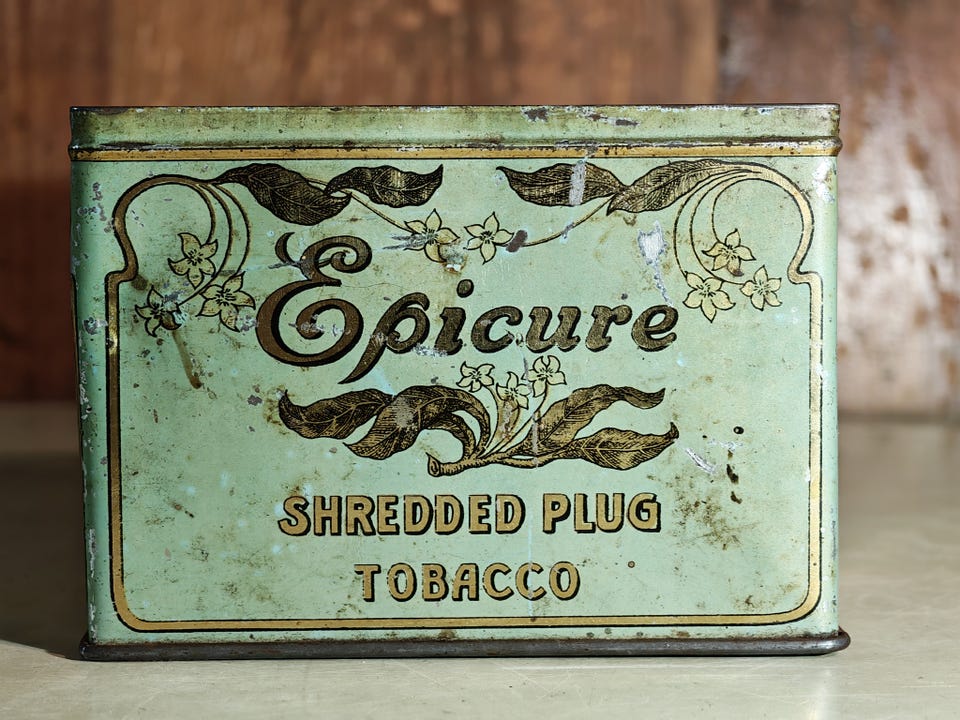 Epicure
SHREDDED PLUG
TOBACCO